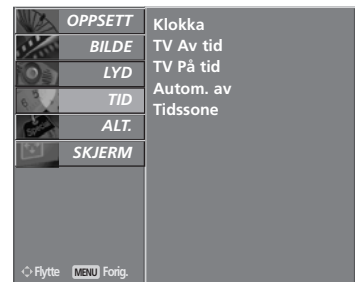 OPPSETT
BILDE
LYD
TID
ALT.
SKJERM
Klokka
TV Av tid
TV På tid
Autom. av
Tidssone
Flytte MENU Forig.